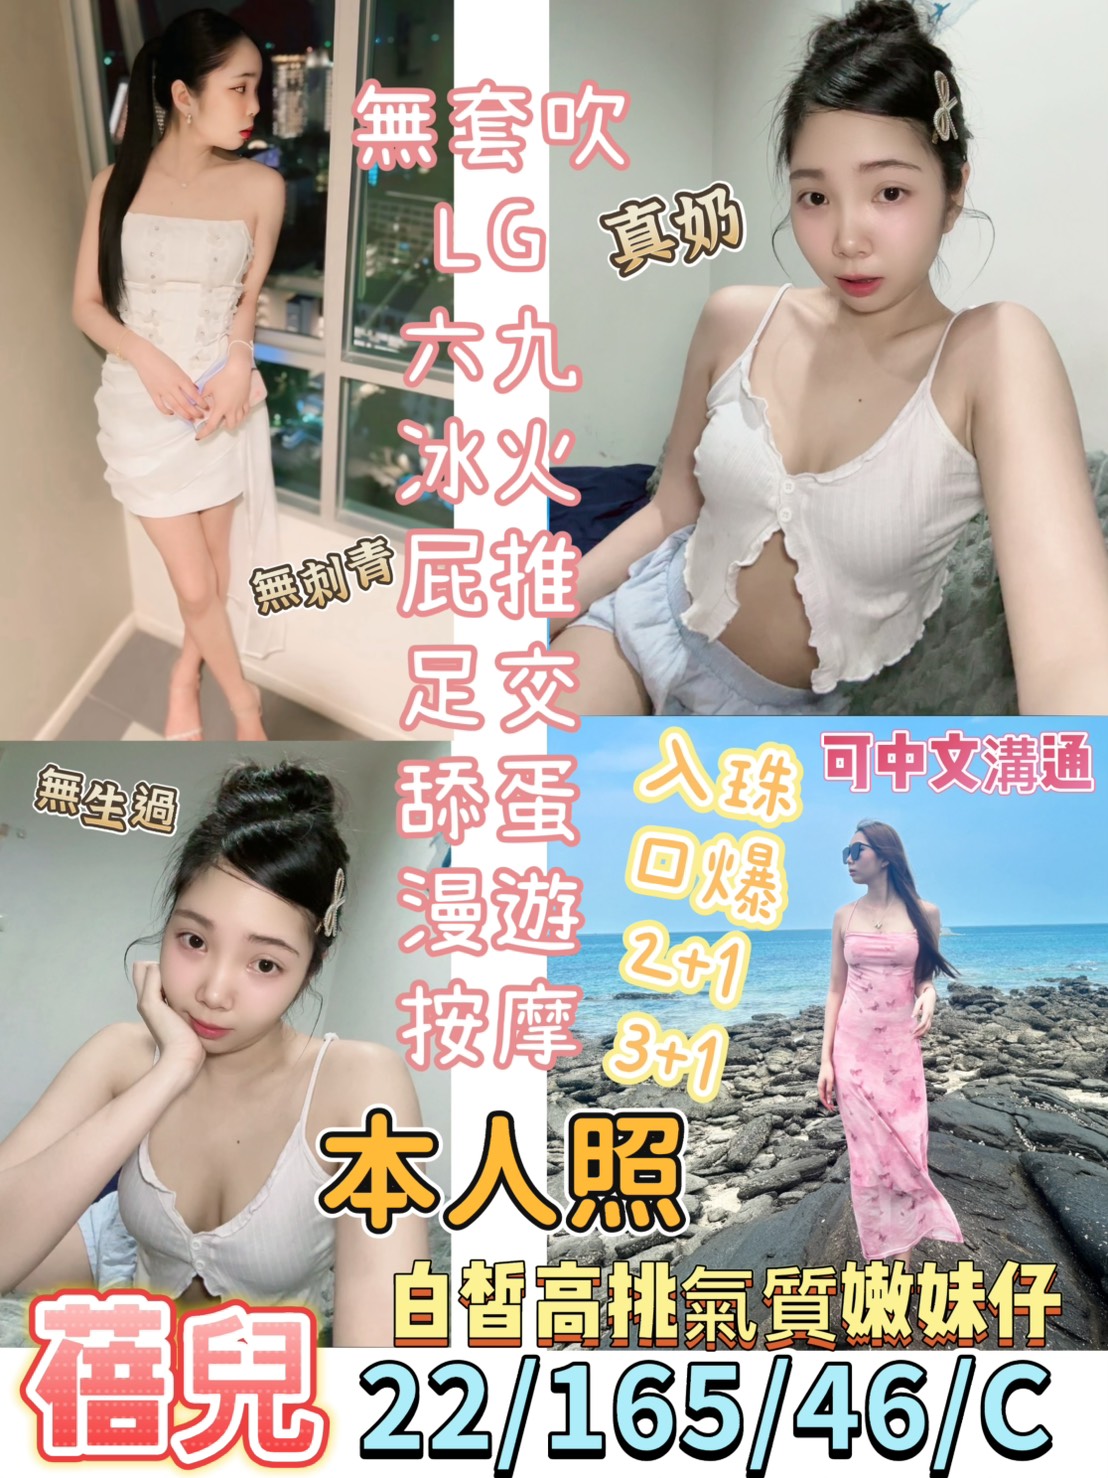 無套吹
LG
六九
冰火
屁推
足交
舔蛋
漫遊
按摩
真奶
無刺青
無生過
可中文溝通
入珠
口爆
2+1
3+1
本人照
白皙高挑氣質嫩妹仔
蓓兒
22/165/46/C